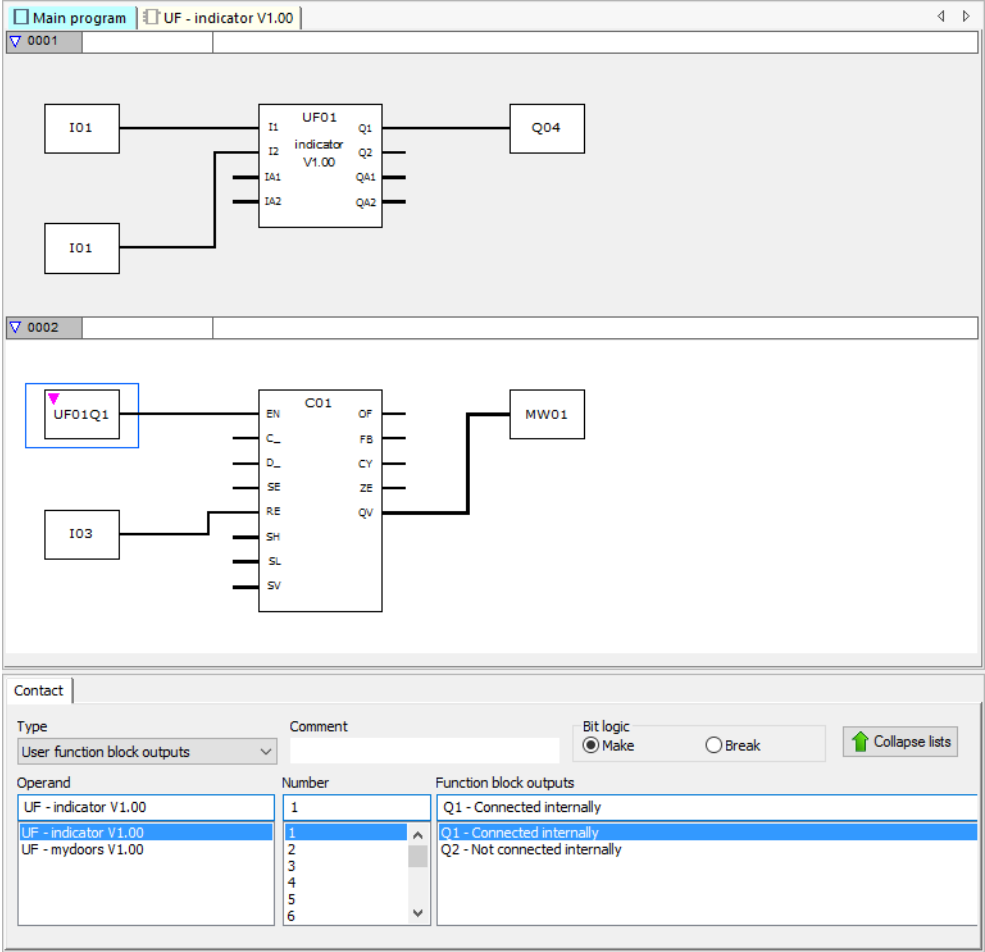 Main program UF - indicator V1.00
0001
I01 UF01 Q04
I1 Q1
indicator
I2 Q2
V1.00
IA1 QA1
IA2 QA2
I01
0002
UF01Q1 C01 MW01
EN OF
C_ FB
D_ CY
SE ZE
RE QV
I03
SH
SL
SV
Contact
Type Comment Bit logic
User function block outputs Make Break Collapse lists
Operand Number Function block outputs
UF - indicator V1.00 1 Q1 - Connected internally
UF - indicator V1.00 1 Q1 - Connected internally
UF - mydoors V1.00 2 Q2 - Not connected internally
3
4
5
6